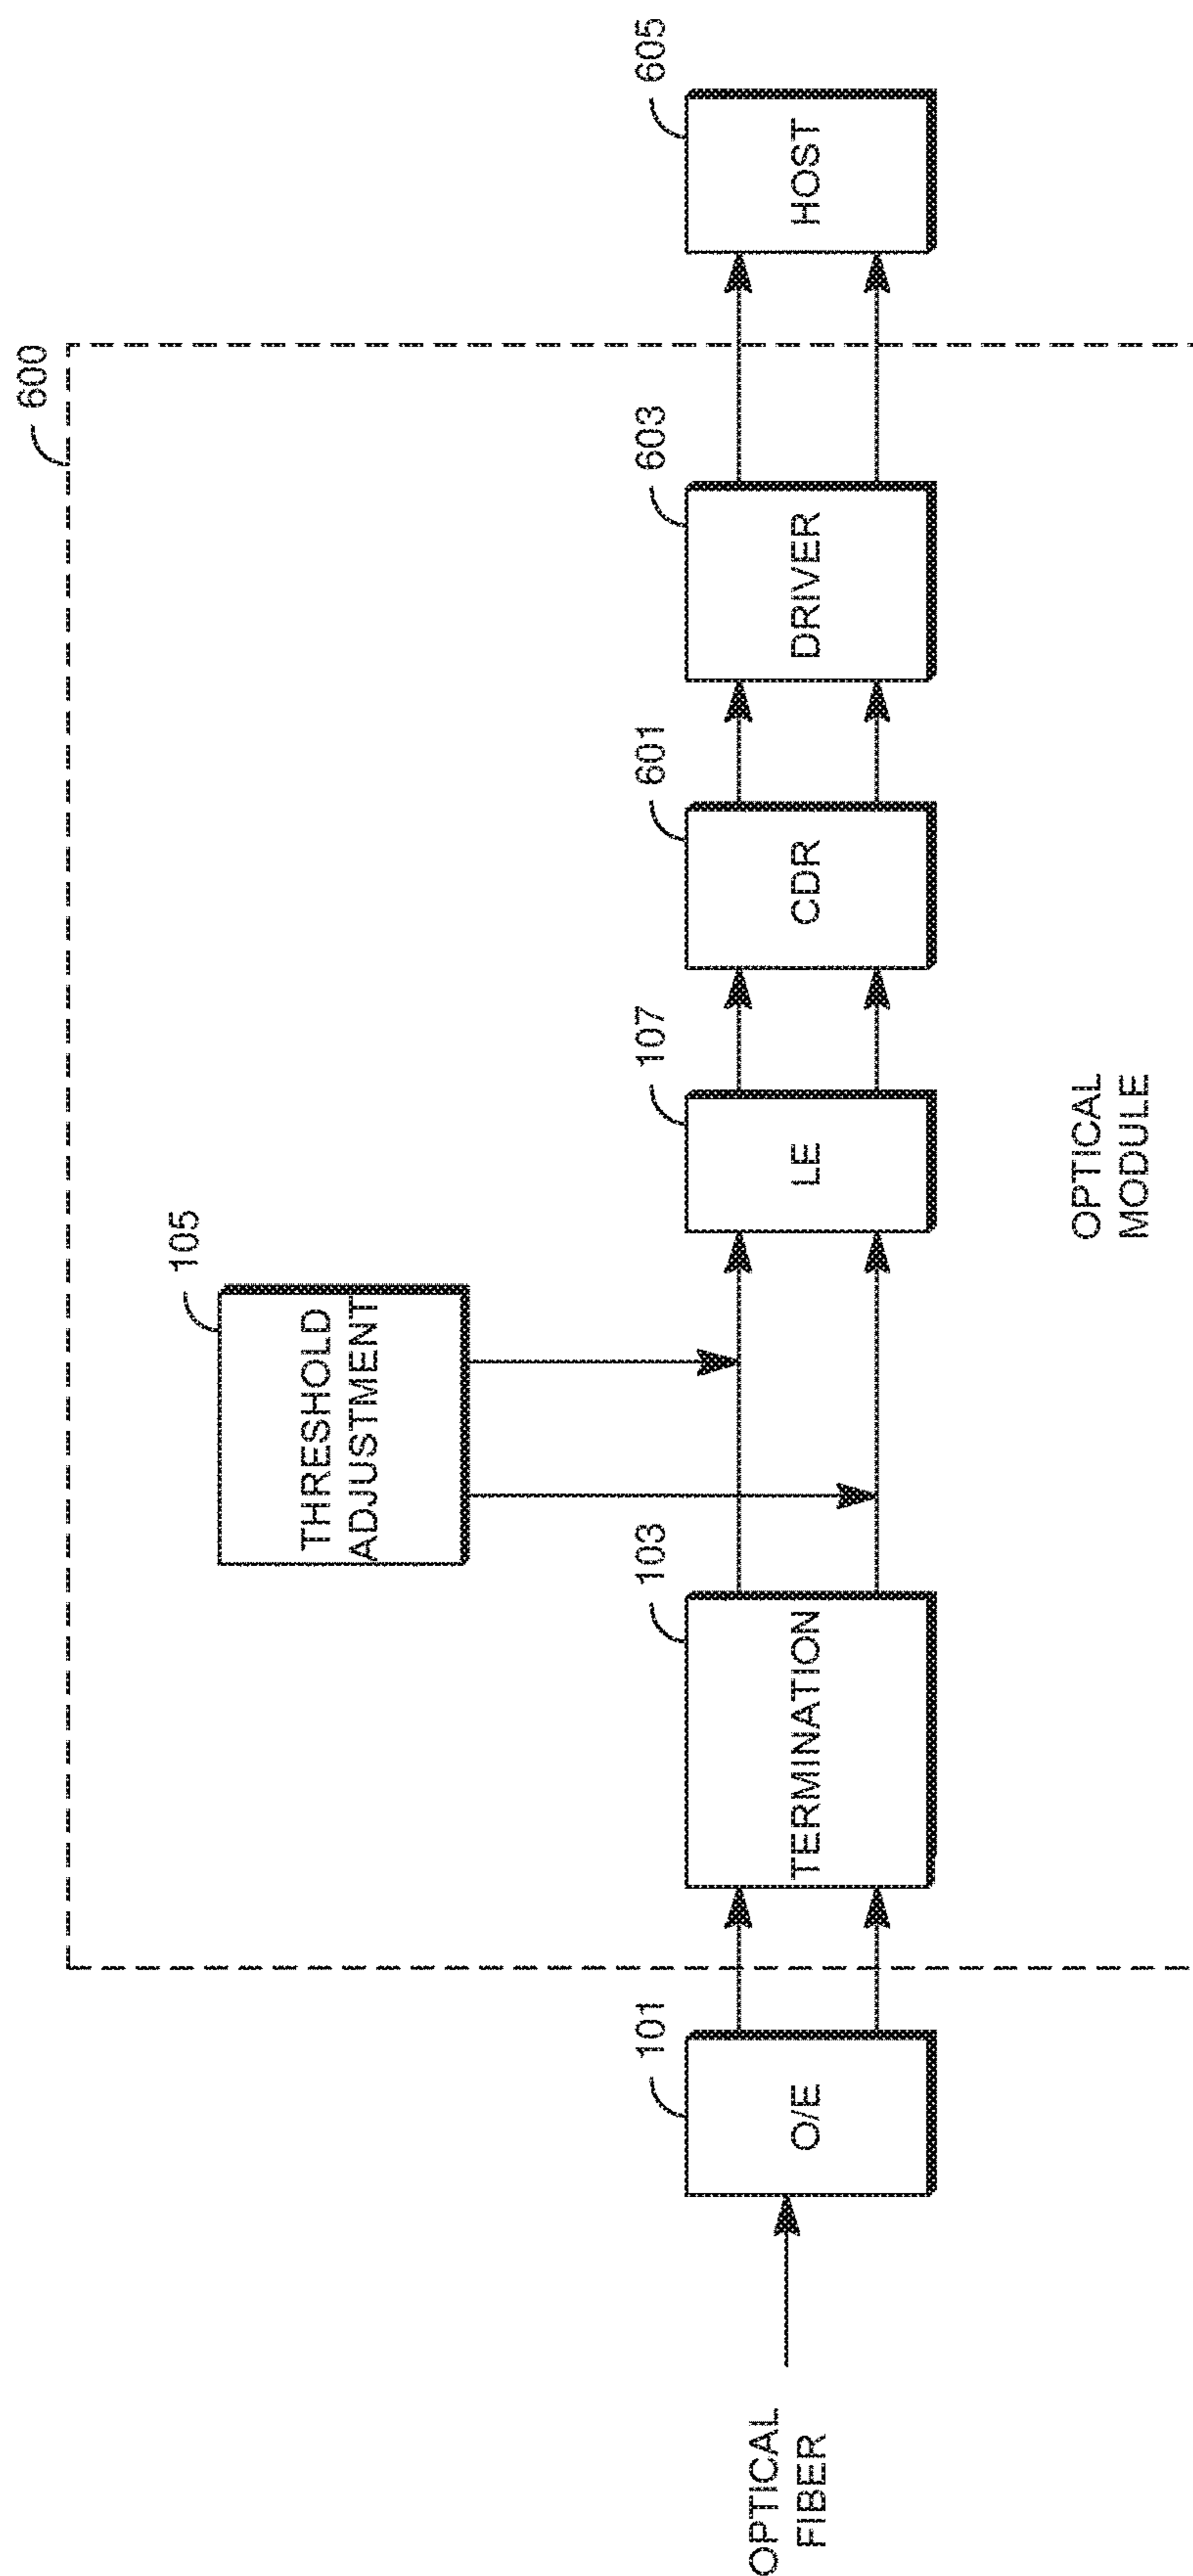 600
105
THRESHOLD
ADJUSTMENT
101
103
107
601
603
605
O/E
TERMINATION
LE
CDR
DRIVER
HOST
OPTICAL
FIBER
OPTICAL
MODULE